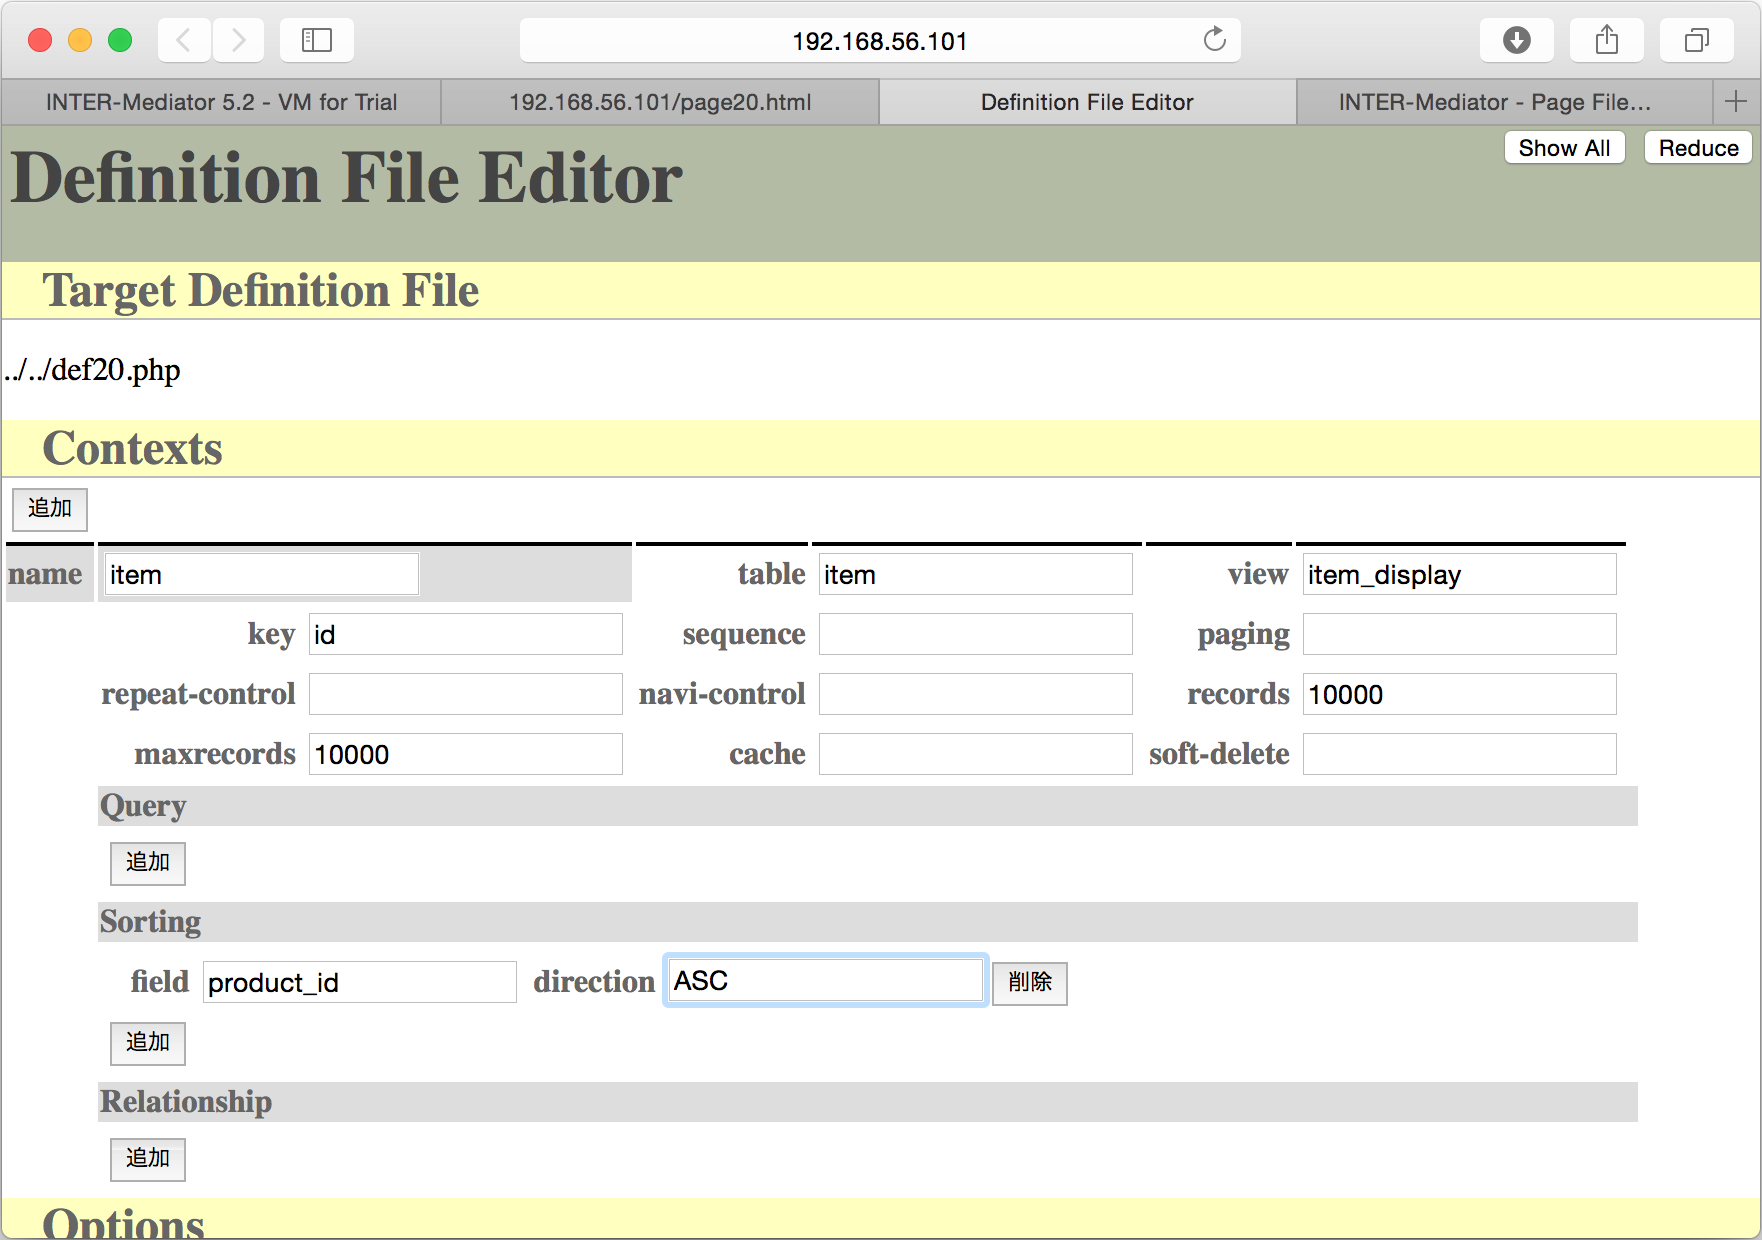 192.168.56.101
INTER-Mediator 5.2 - VM for Trial
192.168.56.101/page20.html
Definition File Editor
INTER-Mediator - Page File…
Definition File Editor
Show All
Reduce
Target Definition File
../../def20.php
Contexts
追加
name item table item view item_display
key id sequence paging
repeat-control navi-control records 10000
maxrecords 10000 cache soft-delete
Query
追加
Sorting
field product_id direction ASC 削除
追加
Relationship
追加
Options